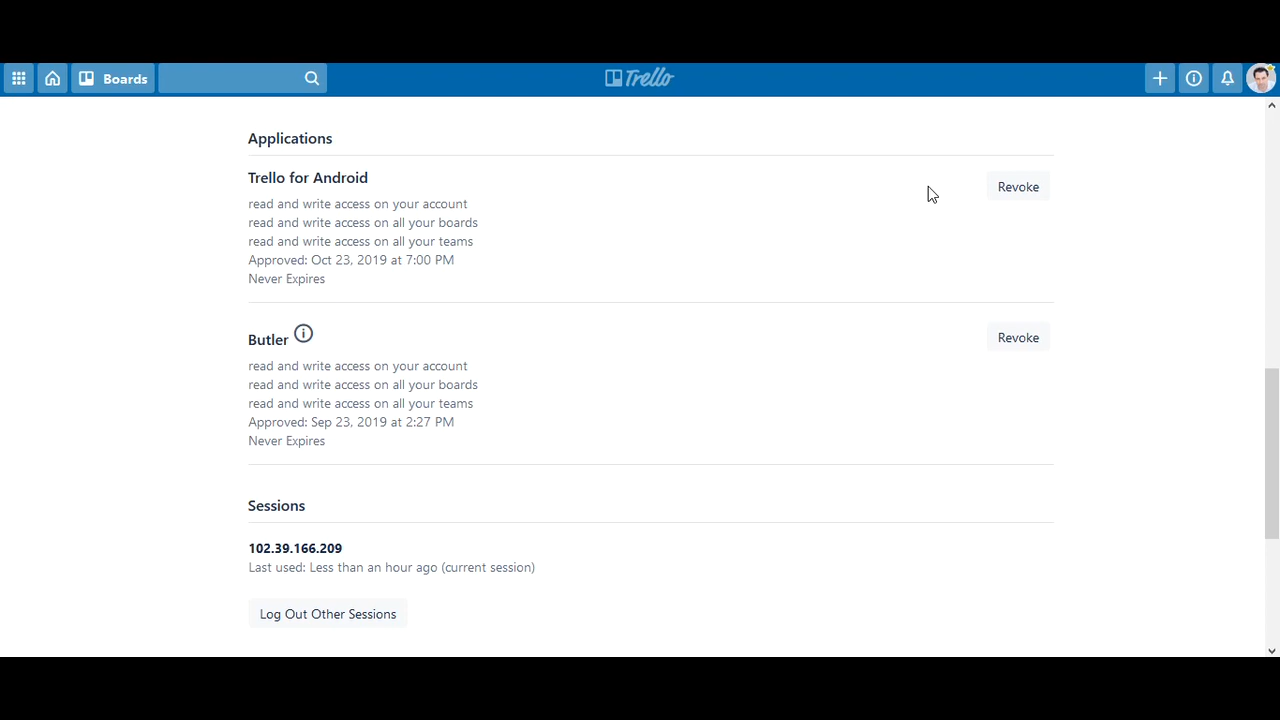 Boards
Trello
Applications
Trello for Android
Revoke
read and write access on your account
read and write access on all your boards
read and write access on all your teams
Approved: Oct 23, 2019 at 7:00 PM
Never Expires
Butler
Revoke
read and write access on your account
read and write access on all your boards
read and write access on all your teams
Approved: Sep 23, 2019 at 2:27 PM
Never Expires
Sessions
102.39.166.209
Last used: Less than an hour ago (current session)
Log Out Other Sessions